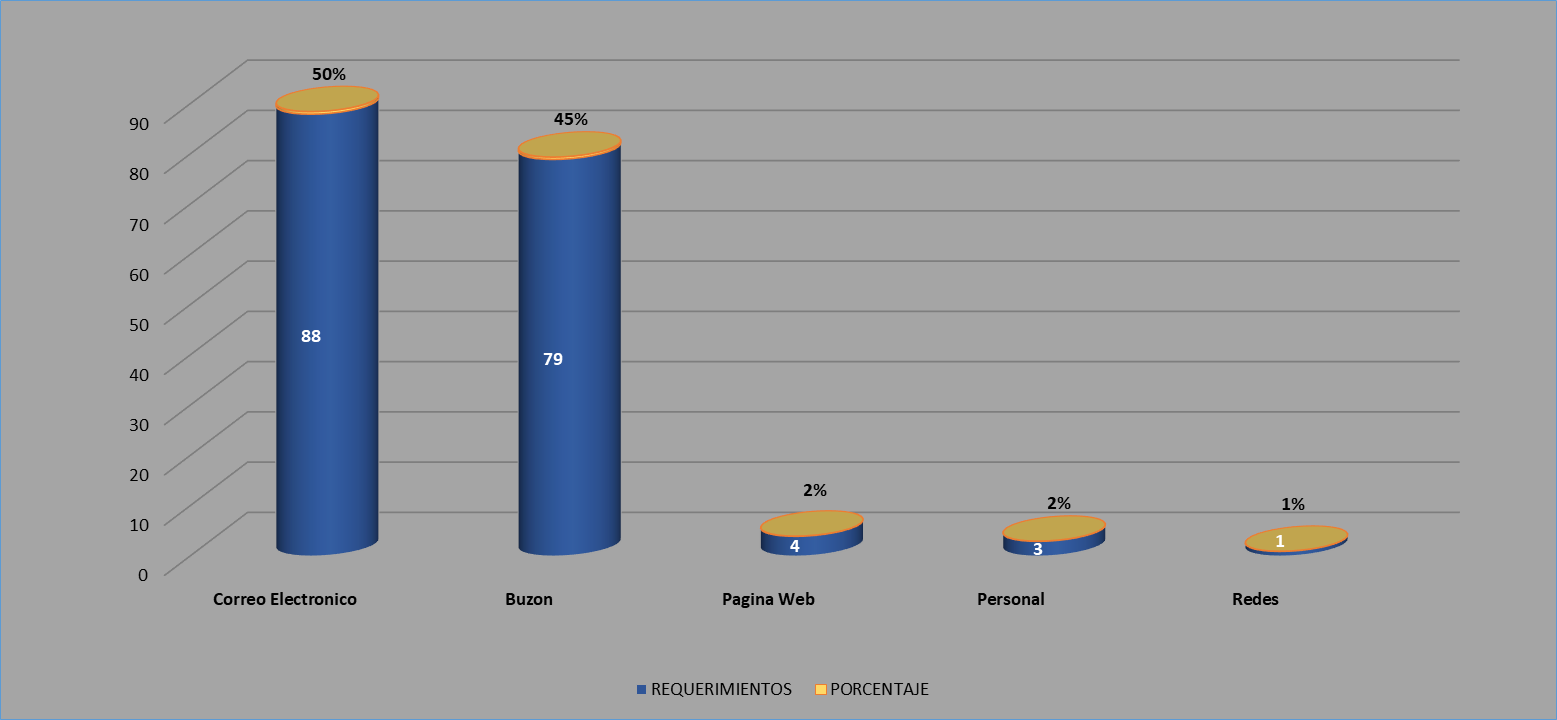 50%
45%
90
80
70
60
50
40
30
20
10
0
88
79
2%
2%
1%
4
3
1
Correo Electronico
Buzon
Pagina Web
Personal
Redes
REQUERIMIENTOS
PORCENTAJE